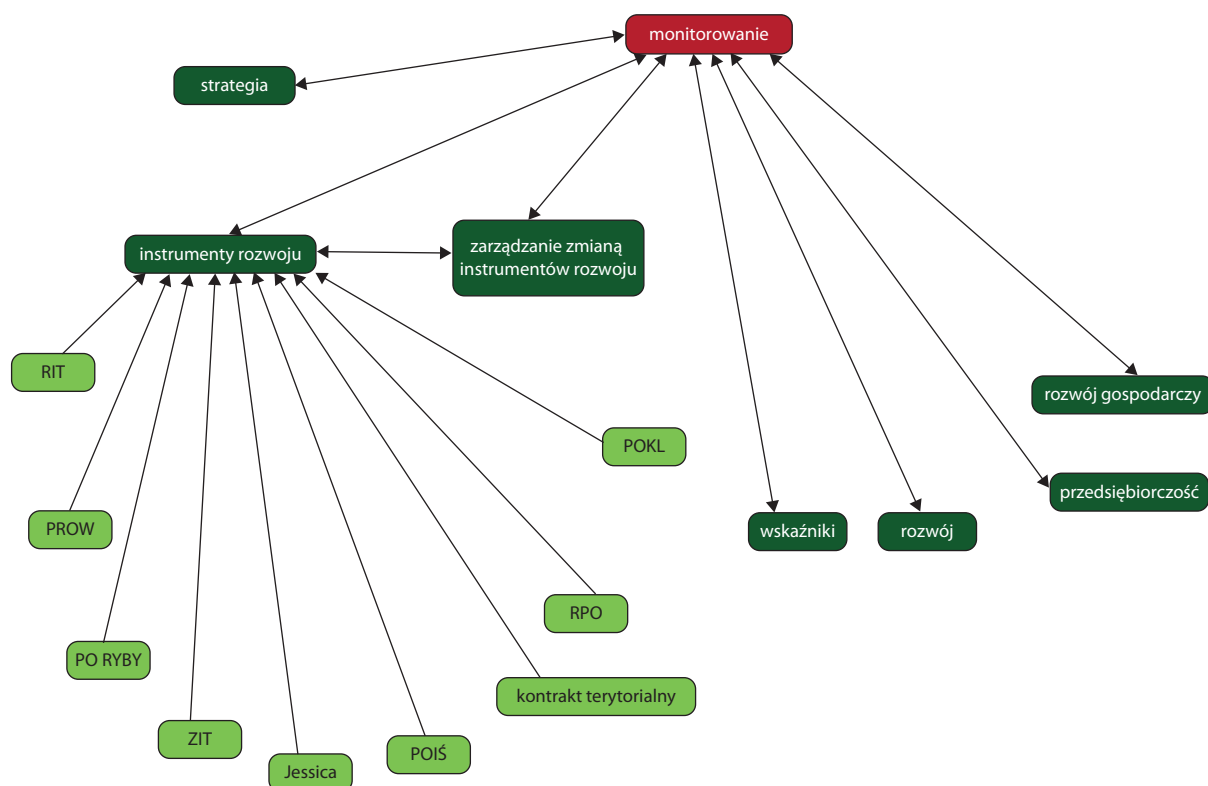 monitorowanie
strategia
instrumenty rozwoju
zarządzanie zmianą
instrumentów rozwoju
RIT
rozwój gospodarczy
POKL
przedsiębiorczość
PROW
wskaźniki
rozwój
RPO
PO RYBY
kontrakt terytorialny
ZIT
POIŚ
Jessica